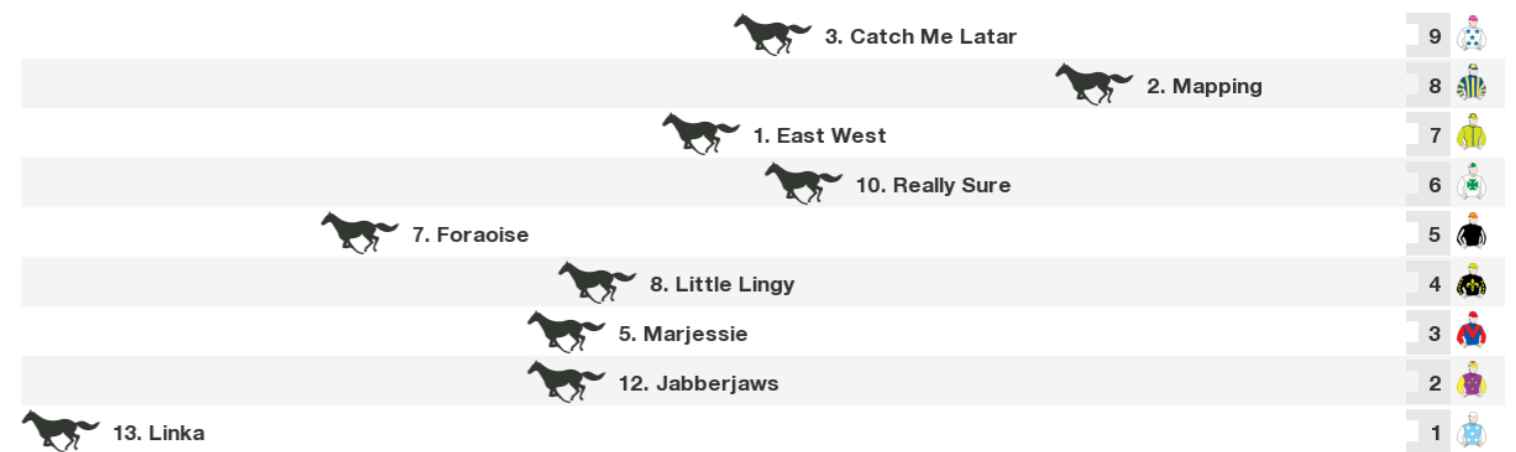 3. Catch Me Latar 9
2. Mapping 8
1. East West 7
10. Really Sure 6
7. Foraoise 5
8. Little Lingy 4
5. Marjessie 3
12. Jabberjaws 2
13. Linka 1